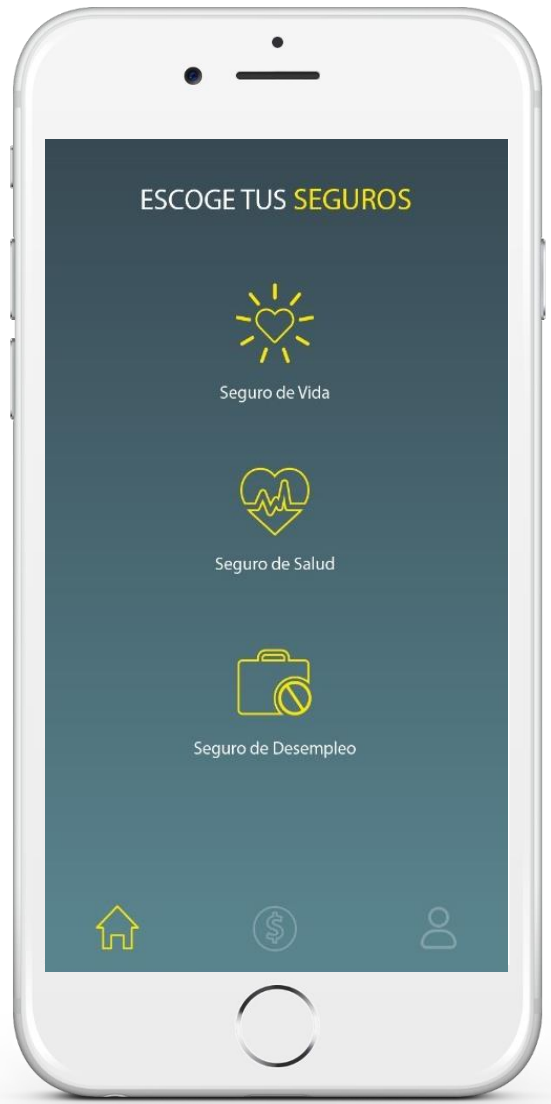 ESCOGE TUS SEGUROS
Seguro de Vida
Seguro de Salud
Seguro de Desempleo